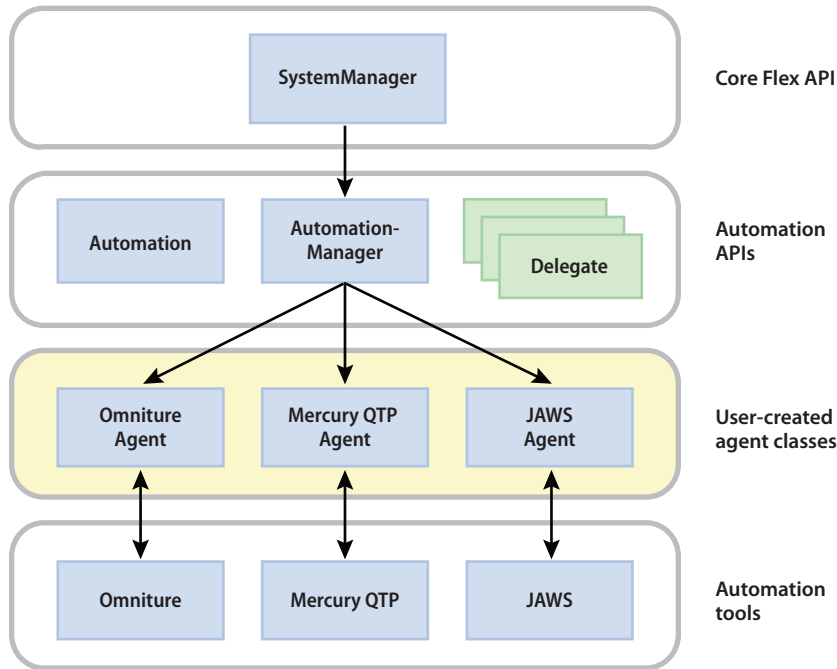 SystemManager
Core Flex API
Automation
Automation-
Manager
Delegate
Automation
APIs
Omniture
Agent
Mercury QTP
Agent
JAWS
Agent
User-created
agent classes
Omniture
Mercury QTP
JAWS
Automation
tools